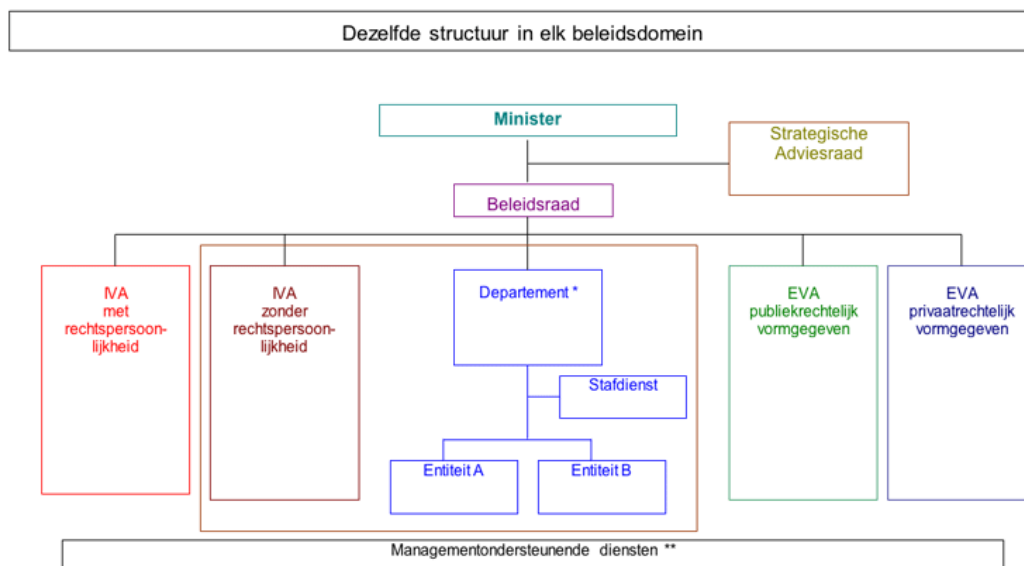 Dezelfde structuur in elk beleidsdomein
Minister
Strategische
Adviesraad
Beleidsraad
IVA
met
rechtspersoon-
lijkheid
IVA
zonder
rechtspersoon-
lijkheid
Departement *
EVA
publiekrechtelijk
vormgegeven
EVA
privaatrechtelijk
vormgegeven
Stafdienst
Entiteit A
Entiteit B
Managementondersteunende diensten **